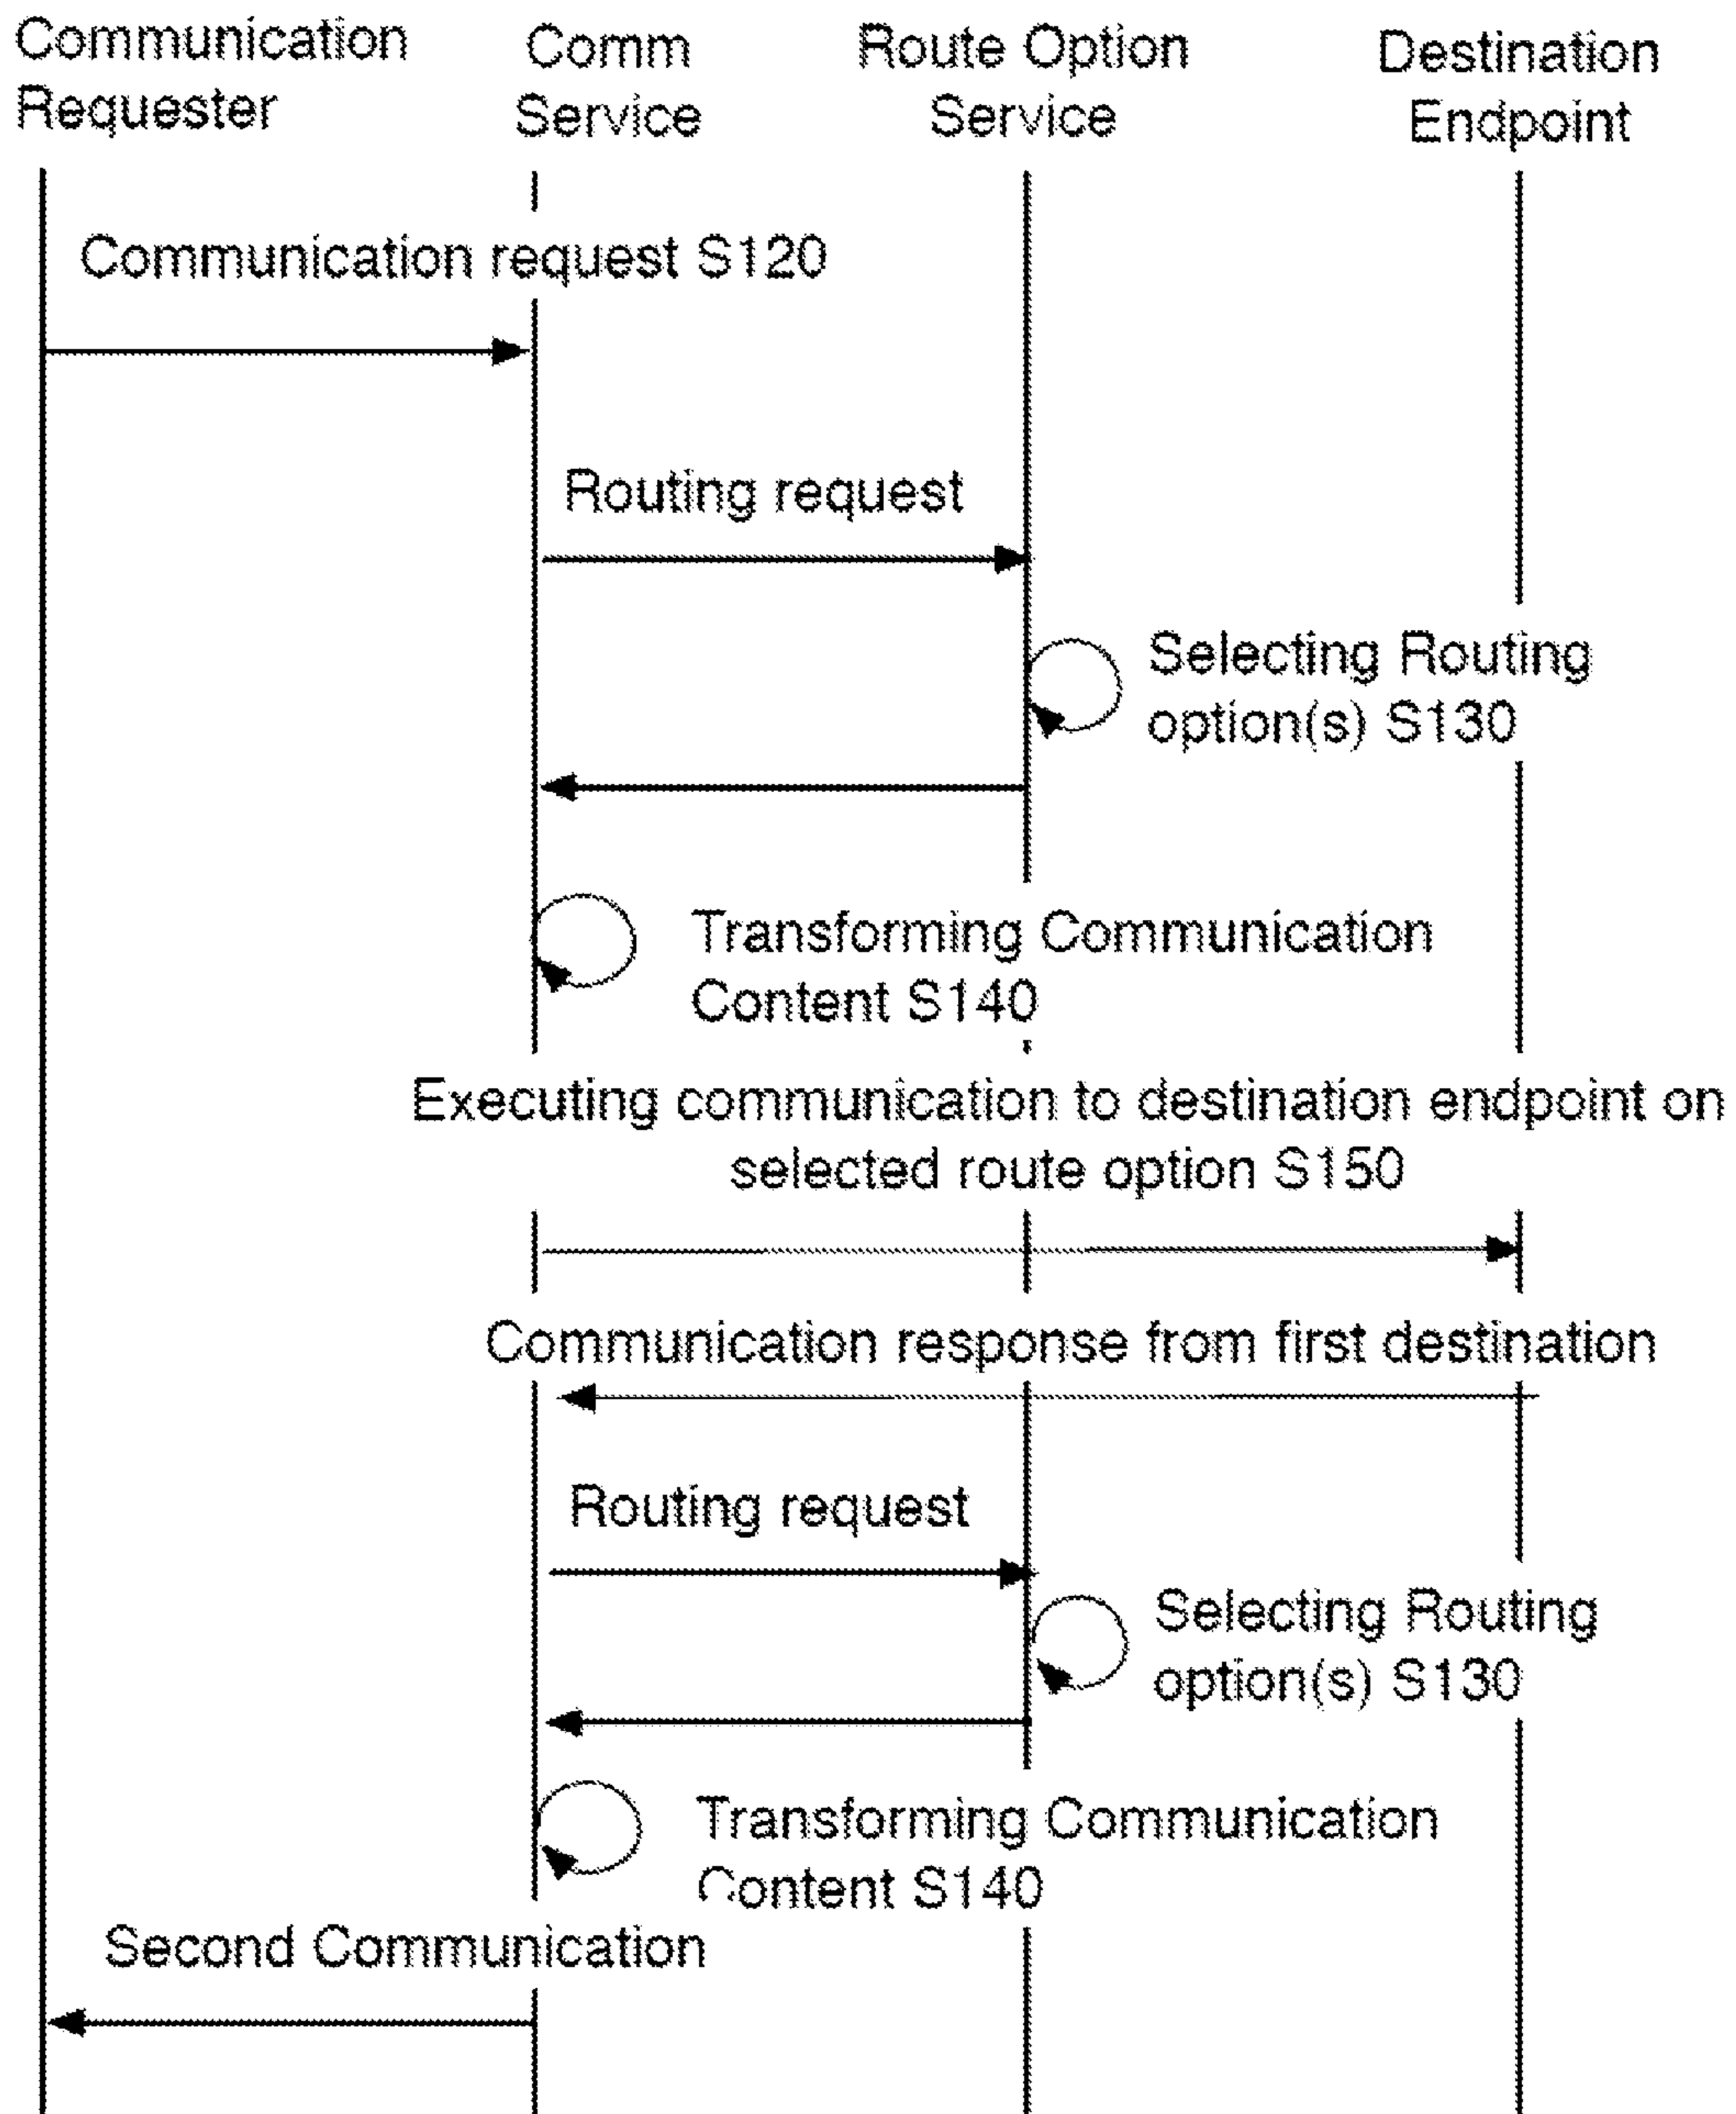 Communication
Requester
Comm
Service
Route Option
Service
Destination
Endpoint
Communication request S120
Routing request
Selecting Routing
option(s) S130
Transforming Communication
Content S140
Executing communication to destination endpoint on
selected route option S150
Communication response from first destination
Routing request
Selecting Routing
option(s) S130
Transforming Communication
Content S140
Second Communication